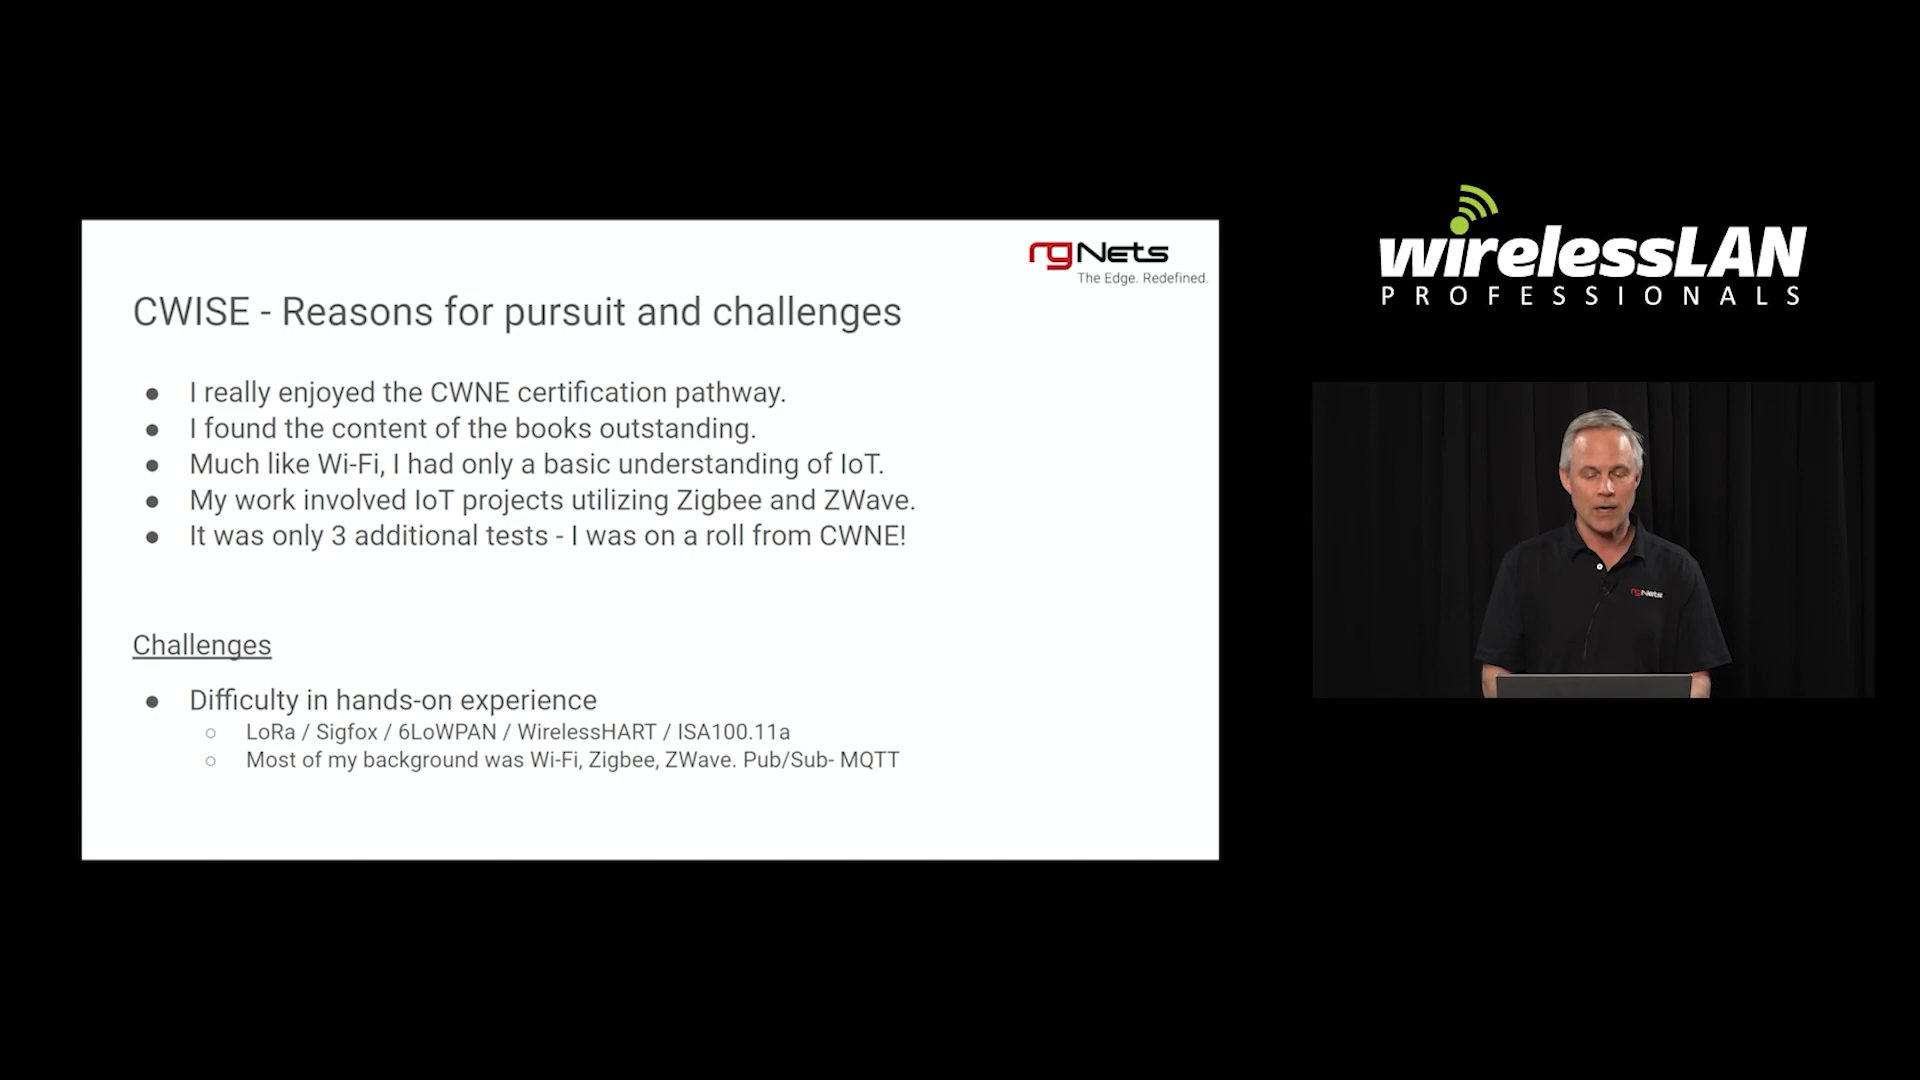 rgNets
The Edge. Redefined.
CWISE - Reasons for pursuit and challenges
● I really enjoyed the CWNE certification pathway.
● I found the content of the books outstanding.
● Much like Wi-Fi, I had only a basic understanding of IoT.
● My work involved IoT projects utilizing Zigbee and ZWave.
● It was only 3 additional tests - I was on a roll from CWNE!
Challenges
● Difficulty in hands-on experience
○ LoRa / Sigfox / 6LoWPAN / WirelessHART / ISA100.11a
○ Most of my background was Wi-Fi, Zigbee, ZWave. Pub/Sub- MQTT
wirelessLAN
PROFESSIONALS
rgNets